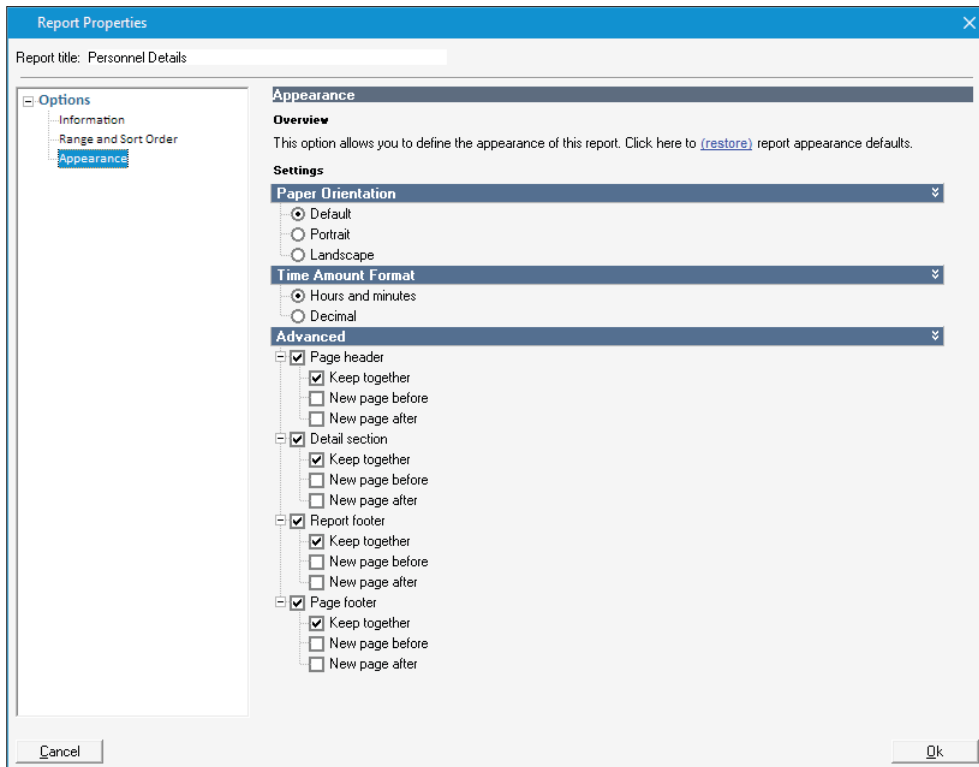 Report Properties
Report title: Personnel Details
Options
Information
Range and Sort Order
Appearance
Appearance
Overview
This option allows you to define the appearance of this report. Click here to (restore) report appearance defaults.
Settings
Paper Orientation
Default
Portrait
Landscape
Time Amount Format
Hours and minutes
Decimal
Advanced
Page header
Keep together
New page before
New page after
Detail section
Keep together
New page before
New page after
Report footer
Keep together
New page before
New page after
Page footer
Keep together
New page before
New page after
Cancel
Ok